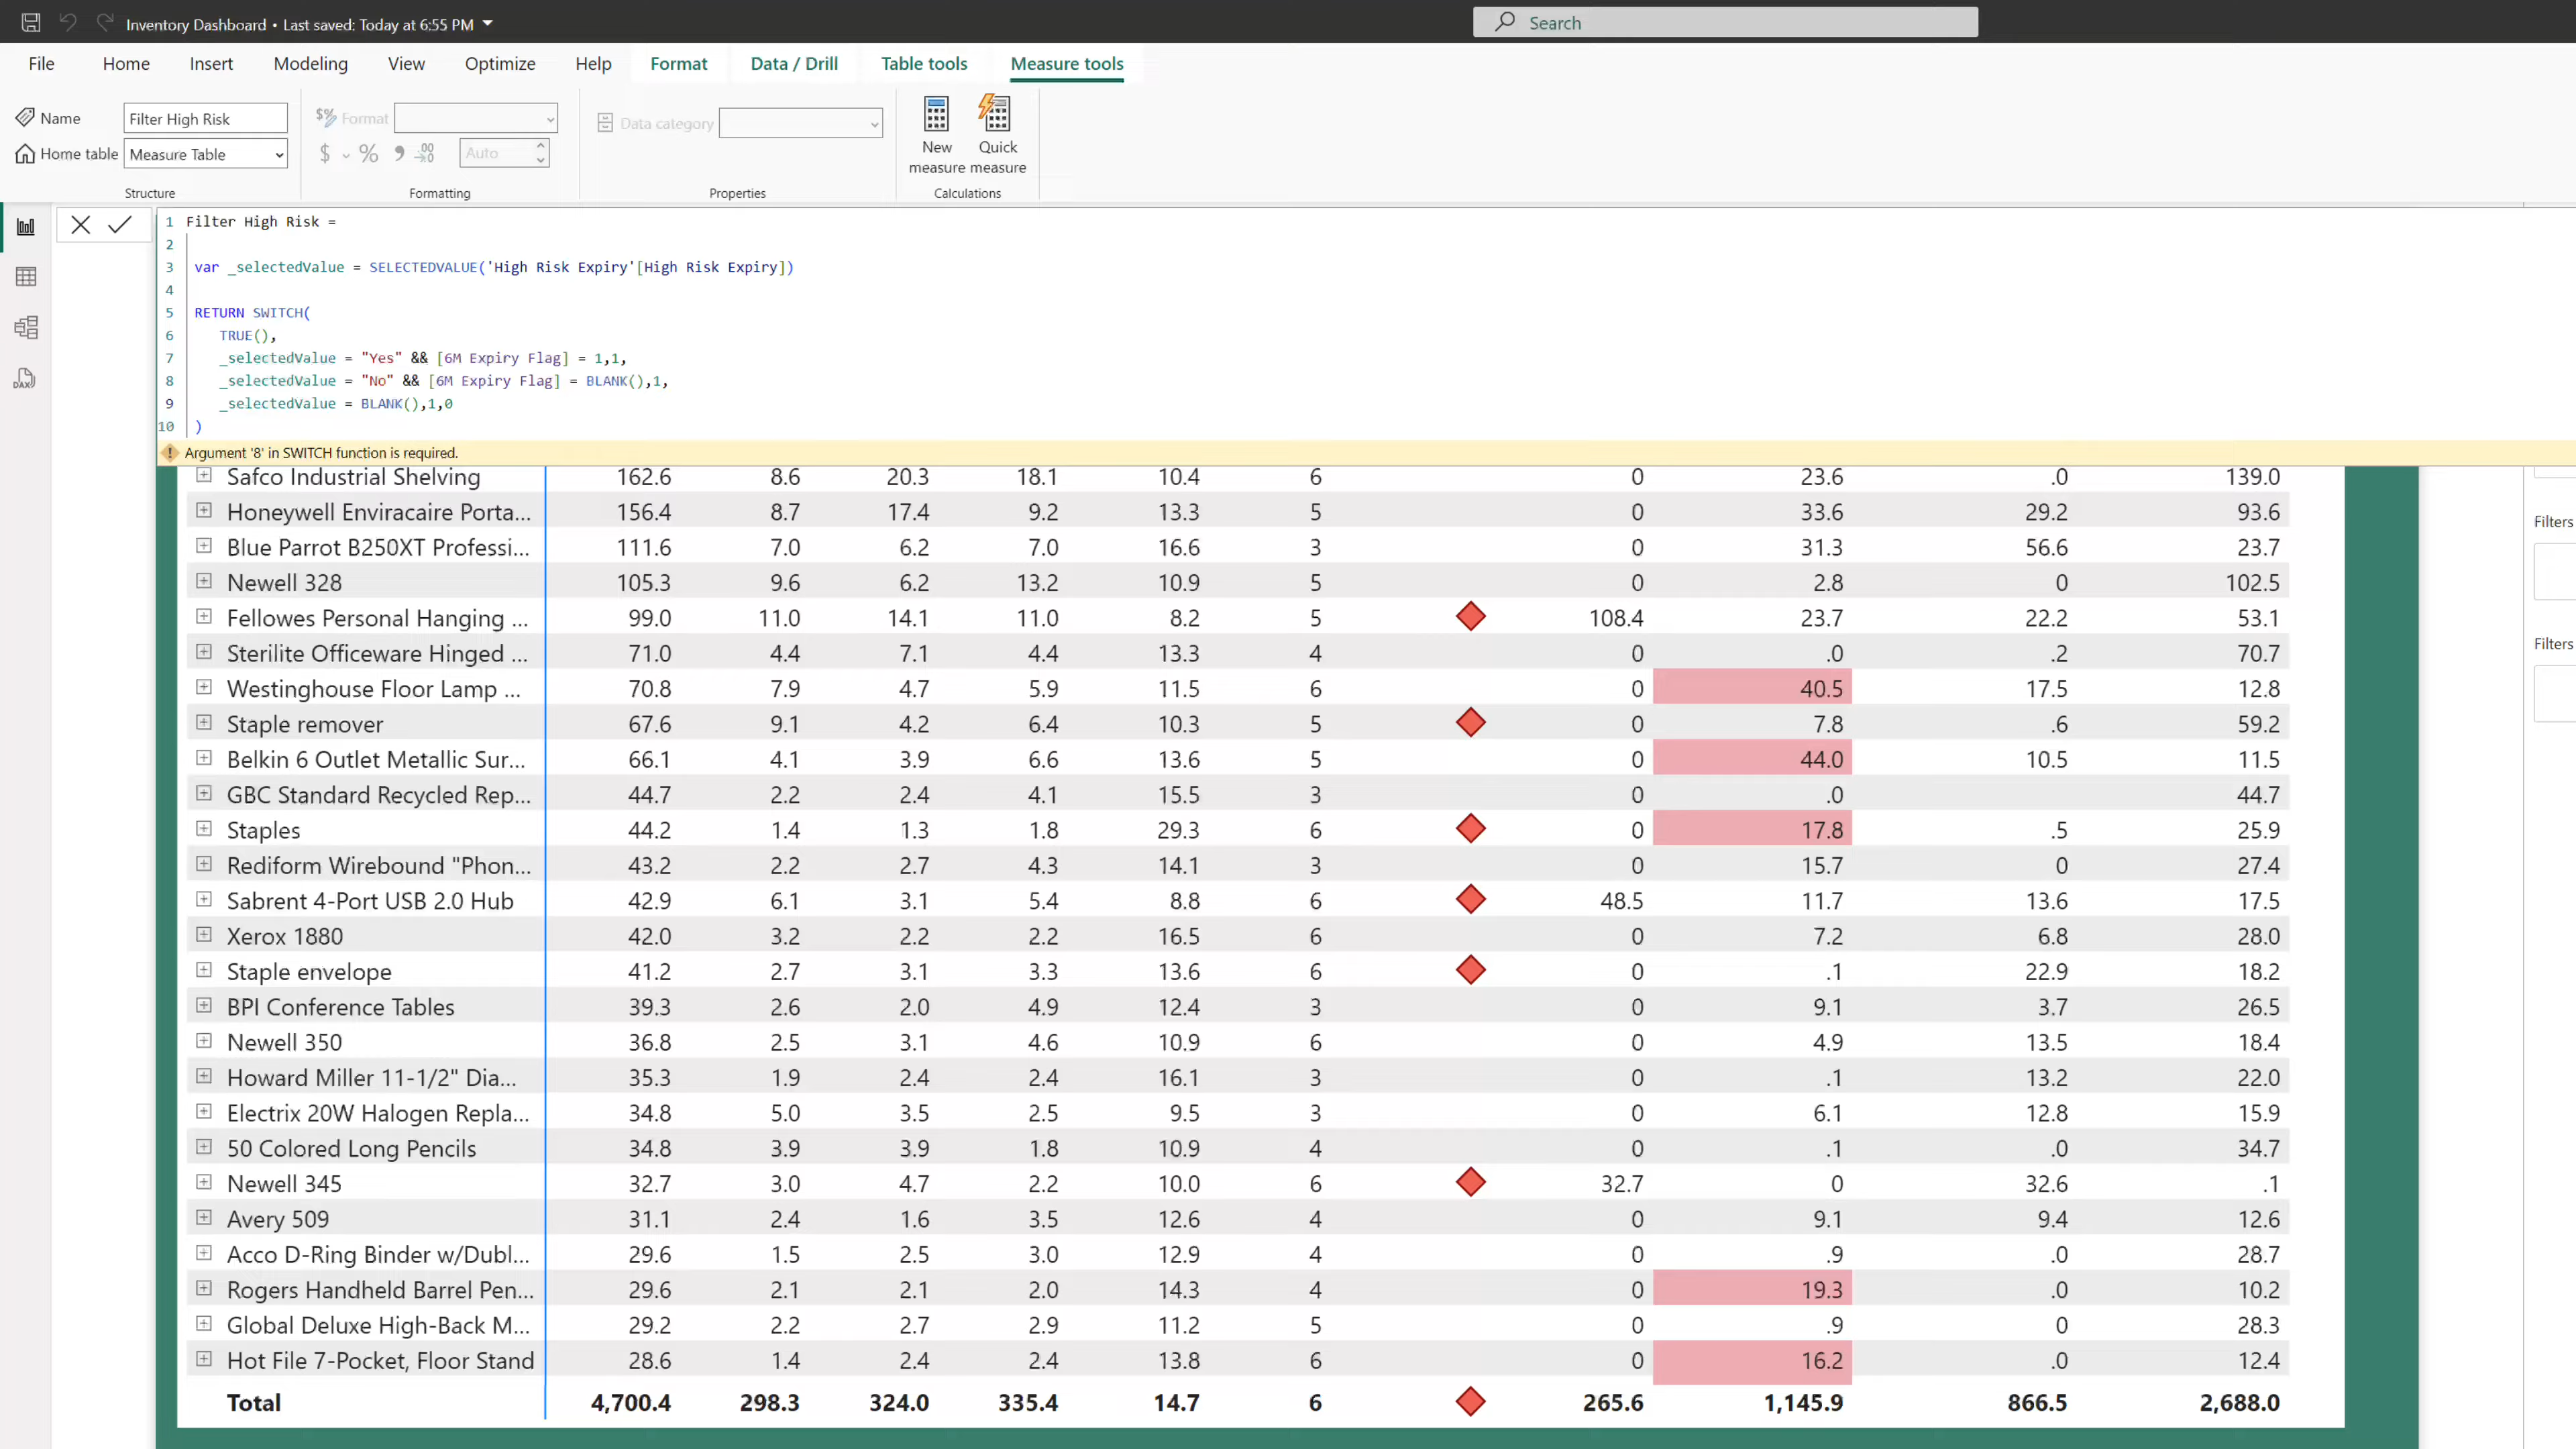 Inventory Dashboard • Last saved: Today at 6:55 PM
Search
File Home Insert Modeling View Optimize Help Format Data / Drill Table tools Measure tools
Name Filter High Risk
Home table Measure Table
Structure
$% Format
$ % , .00 Auto
Formatting
Data category
Properties
New measure
Quick measure
Calculations
1 Filter High Risk =
2
3 var _selectedValue = SELECTEDVALUE('High Risk Expiry'[High Risk Expiry])
4
5 RETURN SWITCH(
6 TRUE(),
7 _selectedValue = "Yes" && [6M Expiry Flag] = 1,1,
8 _selectedValue = "No" && [6M Expiry Flag] = BLANK(),1,
9 _selectedValue = BLANK(),1,0
10 )
DAX
Argument '8' in SWITCH function is required.
Safco Industrial Shelving 162.6 8.6 20.3 18.1 10.4 6 0 23.6 .0 139.0
Honeywell Enviracaire Porta... 156.4 8.7 17.4 9.2 13.3 5 0 33.6 29.2 93.6
Blue Parrot B250XT Professi... 111.6 7.0 6.2 7.0 16.6 3 0 31.3 56.6 23.7
Newell 328 105.3 9.6 6.2 13.2 10.9 5 0 2.8 0 102.5
Fellowes Personal Hanging ... 99.0 11.0 14.1 11.0 8.2 5 108.4 23.7 22.2 53.1
Sterilite Officeware Hinged ... 71.0 4.4 7.1 4.4 13.3 4 0 .0 .2 70.7
Westinghouse Floor Lamp ... 70.8 7.9 4.7 5.9 11.5 6 0 40.5 17.5 12.8
Staple remover 67.6 9.1 4.2 6.4 10.3 5 0 7.8 .6 59.2
Belkin 6 Outlet Metallic Sur... 66.1 4.1 3.9 6.6 13.6 5 0 44.0 10.5 11.5
GBC Standard Recycled Rep... 44.7 2.2 2.4 4.1 15.5 3 0 .0 44.7
Staples 44.2 1.4 1.3 1.8 29.3 6 0 17.8 .5 25.9
Rediform Wirebound "Phon... 43.2 2.2 2.7 4.3 14.1 3 0 15.7 0 27.4
Sabrent 4-Port USB 2.0 Hub 42.9 6.1 3.1 5.4 8.8 6 48.5 11.7 13.6 17.5
Xerox 1880 42.0 3.2 2.2 2.2 16.5 6 0 7.2 6.8 28.0
Staple envelope 41.2 2.7 3.1 3.3 13.6 6 0 .1 22.9 18.2
BPI Conference Tables 39.3 2.6 2.0 4.9 12.4 3 0 9.1 3.7 26.5
Newell 350 36.8 2.5 3.1 4.6 10.9 6 0 4.9 13.5 18.4
Howard Miller 11-1/2" Dia... 35.3 1.9 2.4 2.4 16.1 3 0 .1 13.2 22.0
Electrix 20W Halogen Repla... 34.8 5.0 3.5 2.5 9.5 3 0 6.1 12.8 15.9
50 Colored Long Pencils 34.8 3.9 3.9 1.8 10.9 4 0 .1 .0 34.7
Newell 345 32.7 3.0 4.7 2.2 10.0 6 32.7 0 32.6 .1
Avery 509 31.1 2.4 1.6 3.5 12.6 4 0 9.1 9.4 12.6
Acco D-Ring Binder w/Dubl... 29.6 1.5 2.5 3.0 12.9 4 0 .9 .0 28.7
Rogers Handheld Barrel Pen... 29.6 2.1 2.1 2.0 14.3 4 0 19.3 .0 10.2
Global Deluxe High-Back M... 29.2 2.2 2.7 2.9 11.2 5 0 .9 0 28.3
Hot File 7-Pocket, Floor Stand 28.6 1.4 2.4 2.4 13.8 6 0 16.2 .0 12.4
Total 4,700.4 298.3 324.0 335.4 14.7 6 265.6 1,145.9 866.5 2,688.0
Filters
Filters